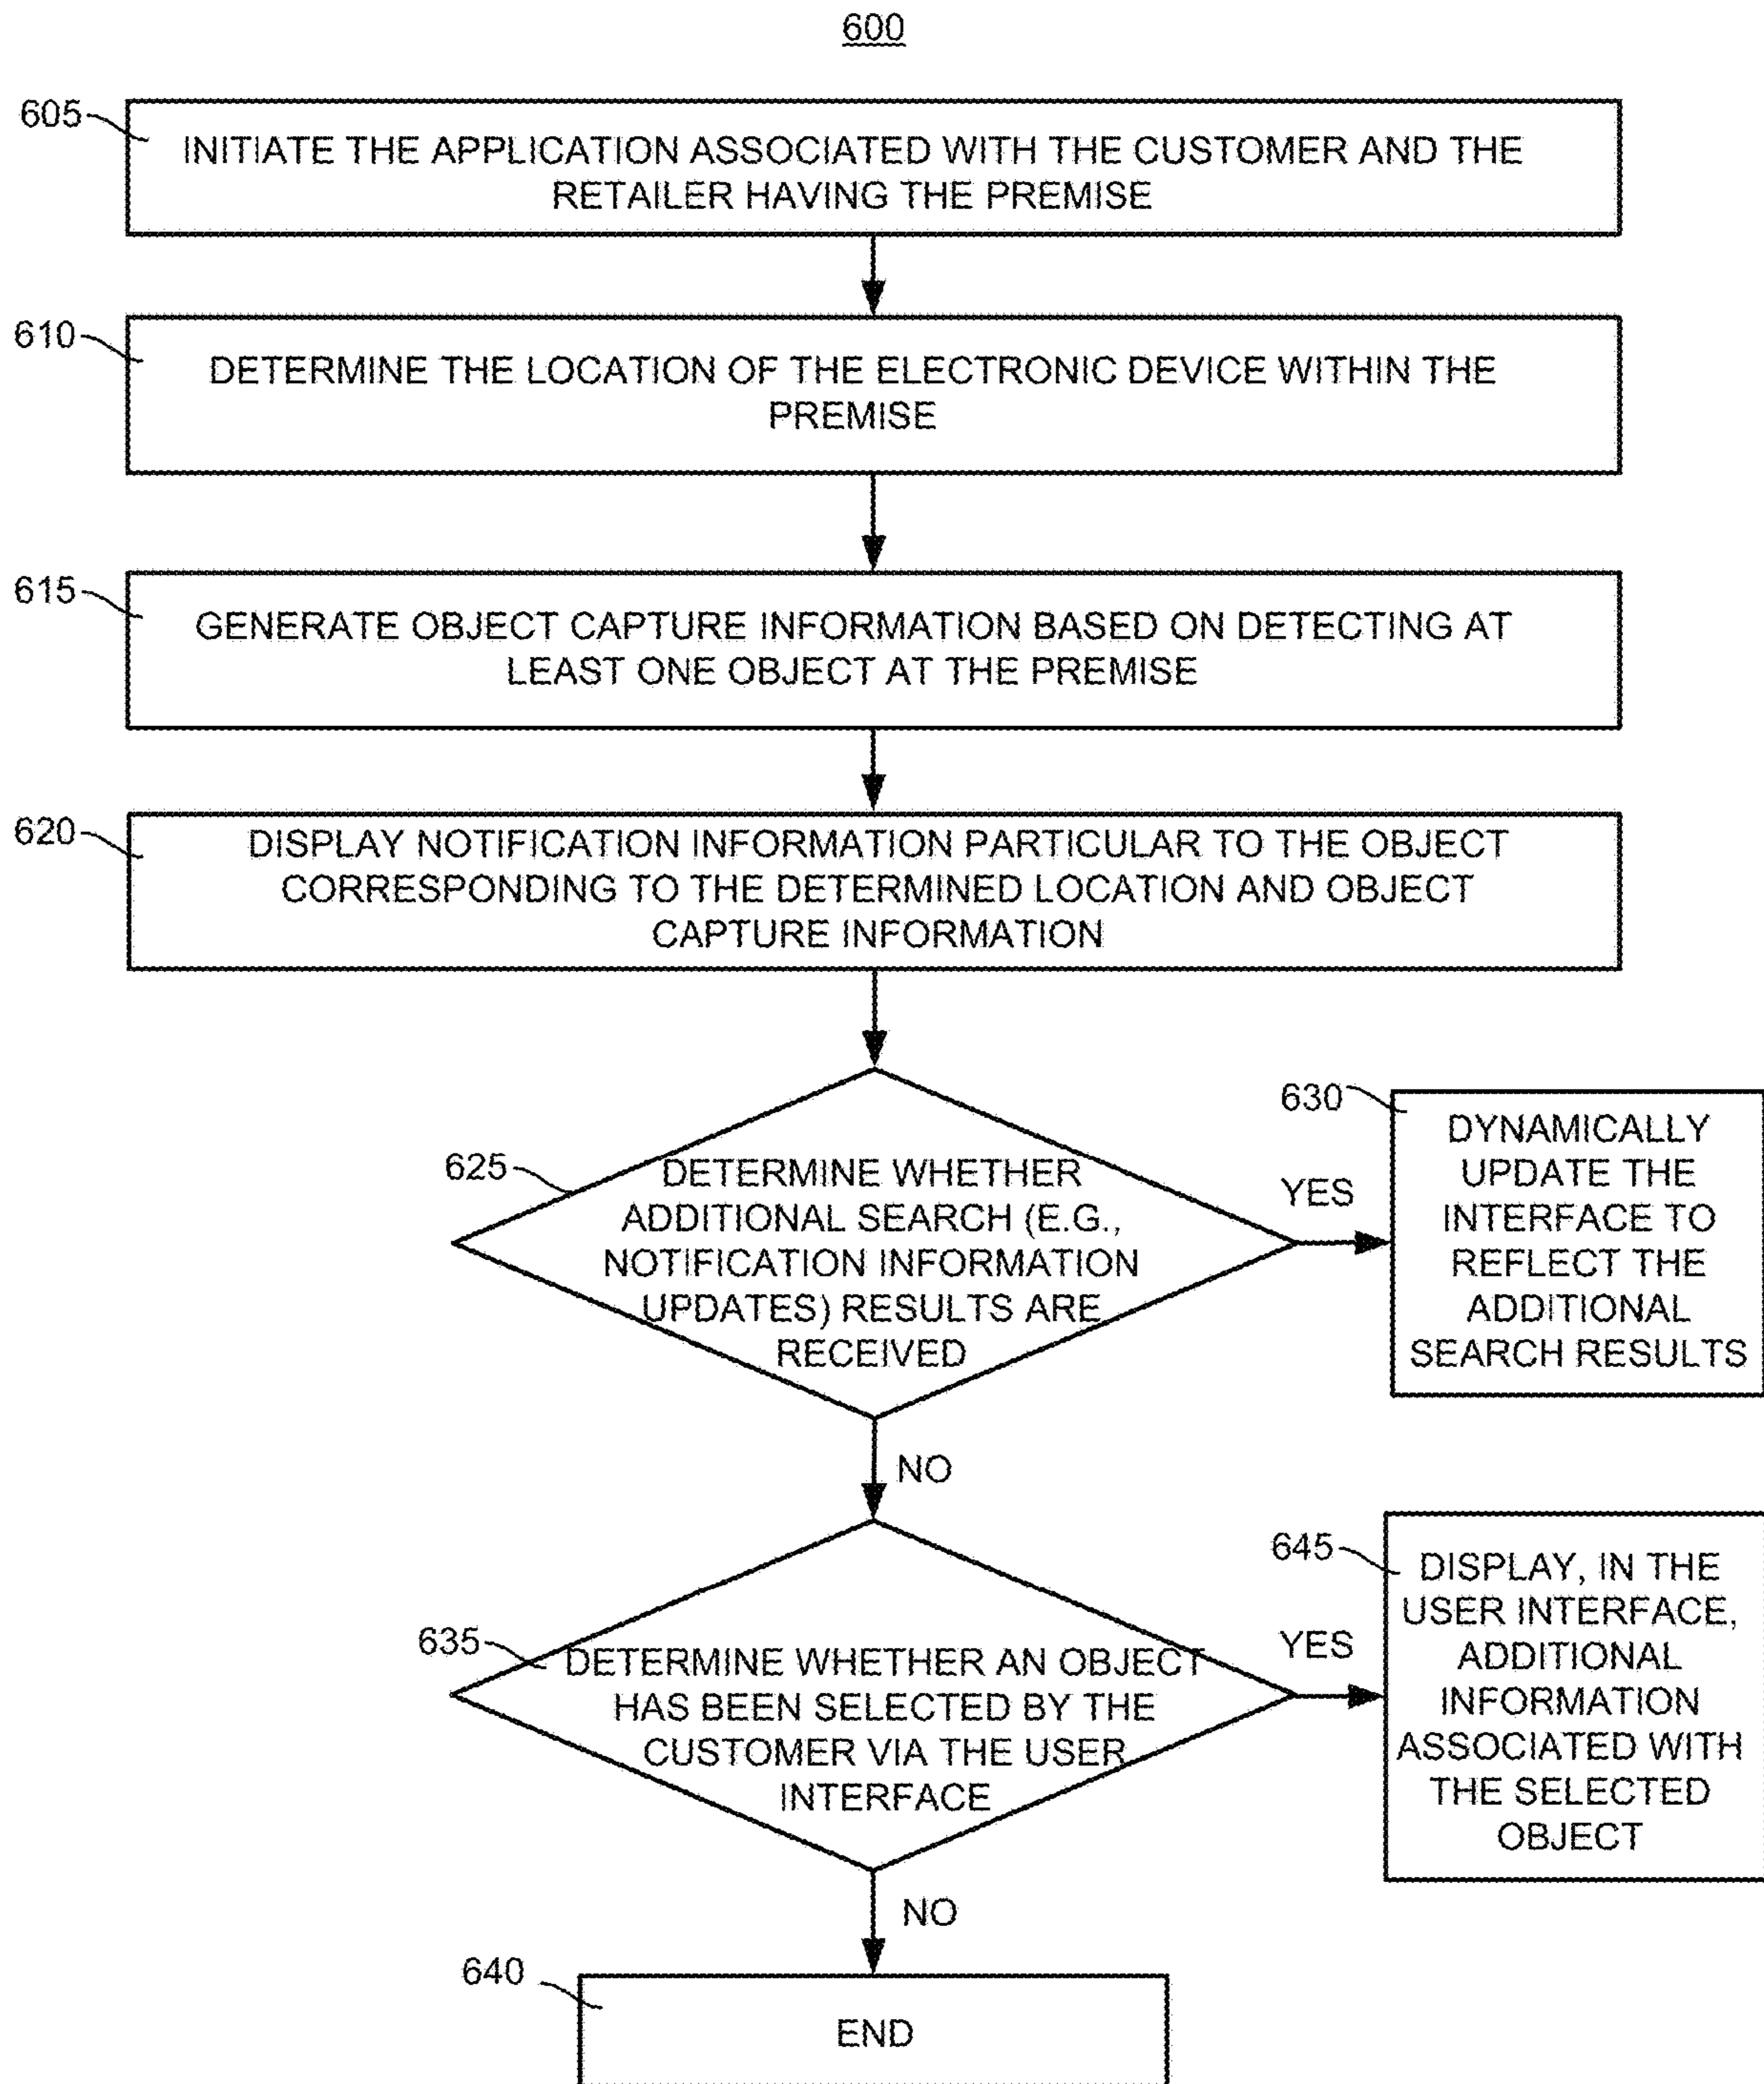 600
605
INITIATE THE APPLICATION ASSOCIATED WITH THE CUSTOMER AND THE
RETAILER HAVING THE PREMISE
610
DETERMINE THE LOCATION OF THE ELECTRONIC DEVICE WITHIN THE
PREMISE
615
GENERATE OBJECT CAPTURE INFORMATION BASED ON DETECTING AT
LEAST ONE OBJECT AT THE PREMISE
620
DISPLAY NOTIFICATION INFORMATION PARTICULAR TO THE OBJECT
CORRESPONDING TO THE DETERMINED LOCATION AND OBJECT
CAPTURE INFORMATION
625
DETERMINE WHETHER
ADDITIONAL SEARCH (E.G.,
NOTIFICATION INFORMATION
UPDATES) RESULTS ARE
RECEIVED
YES
630
DYNAMICALLY
UPDATE THE
INTERFACE TO
REFLECT THE
ADDITIONAL
SEARCH RESULTS
NO
635
DETERMINE WHETHER AN OBJECT
HAS BEEN SELECTED BY THE
CUSTOMER VIA THE USER
INTERFACE
YES
645
DISPLAY, IN THE
USER INTERFACE,
ADDITIONAL
INFORMATION
ASSOCIATED WITH
THE SELECTED
OBJECT
NO
640
END